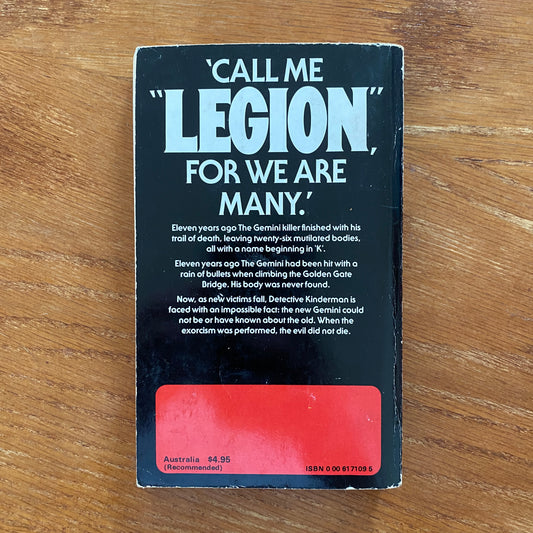 ‘CALL ME
“LEGION”,
FOR WE ARE
MANY.’
Eleven years ago The Gemini killer finished with his
trail of death, leaving twenty-six mutilated bodies,
all with a name beginning in ‘K’.
Eleven years ago The Gemini had been hit with a
rain of bullets when climbing the Golden Gate
Bridge. His body was never found.
Now, as new victims fall, Detective Kinderman is
faced with an impossible fact: the new Gemini could
not be or have known about the old. When the
exorcism was performed, the evil did not die.
Australia $4.95
(Recommended)
ISBN 0 00 617109 5